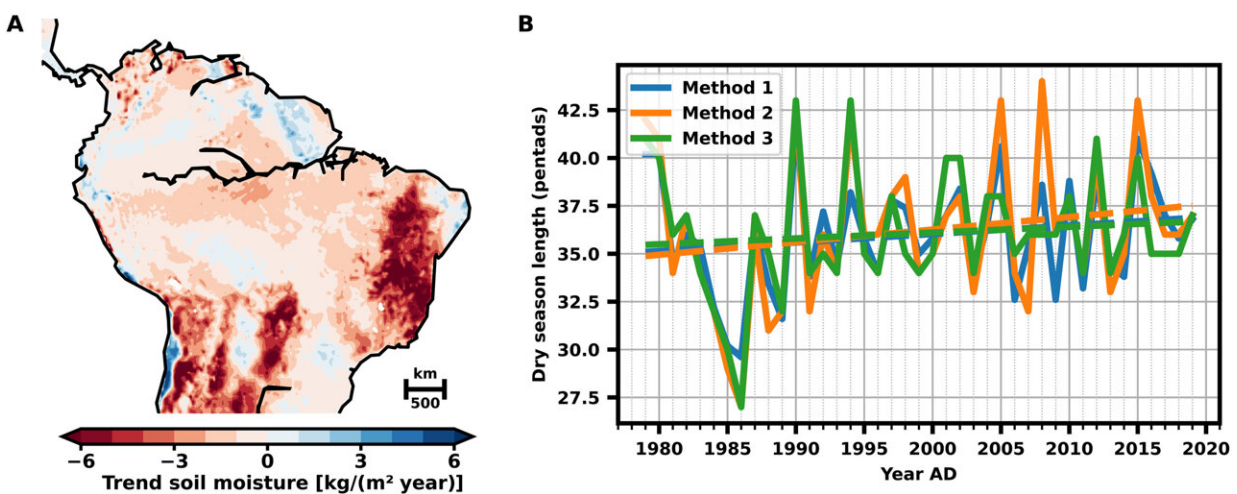 A
km
500
−6 −3 0 3 6
Trend soil moisture [kg/(m² year)]
B
Method 1
Method 2
Method 3
Dry season length (pentads)
42.5
40.0
37.5
35.0
32.5
30.0
27.5
1980 1985 1990 1995 2000 2005 2010 2015 2020
Year AD